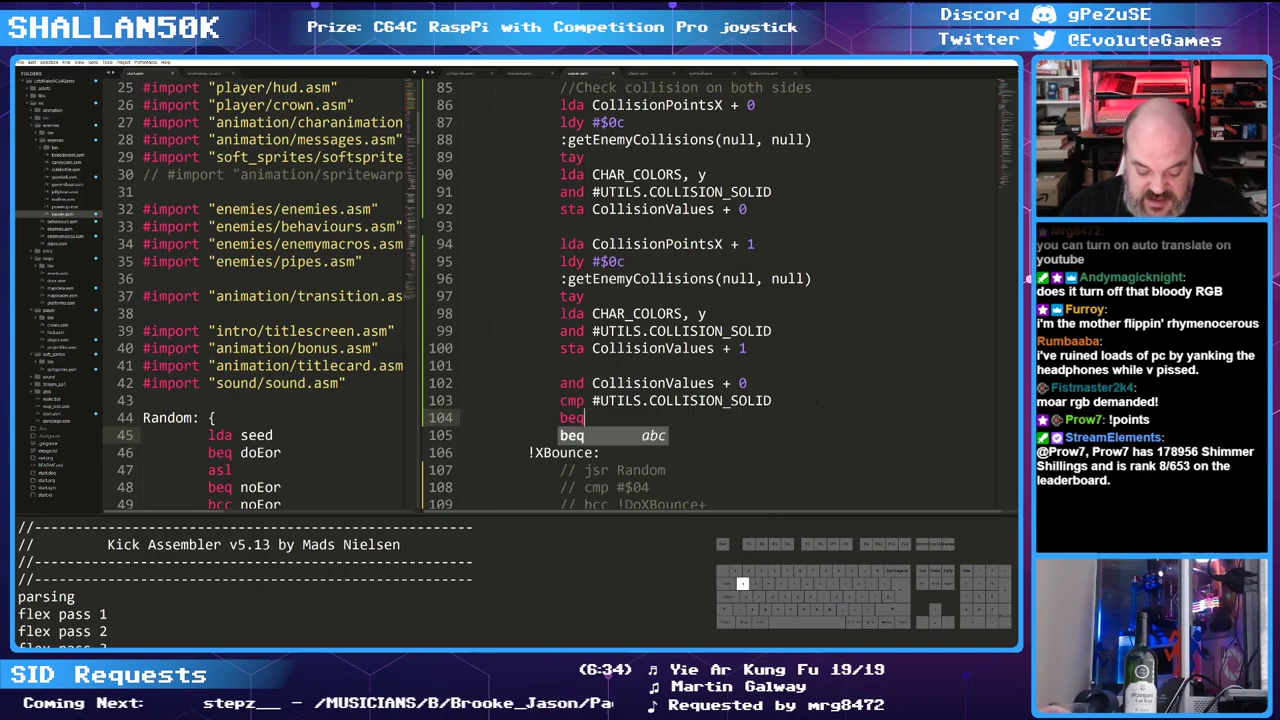 SHALLAN50K
Prize: C64C RaspPi with Competition Pro joystick
Discord gPeZuSE
Twitter @EvoluteGames
FOLDERS
25 #import "player/hud.asm"
26 #import "player/crown.asm"
27 #import "animation/charanimation
28 #import "animation/messages.asm"
29 #import "soft_sprites/softsprite
30 // #import "animation/spritewarp
31
32 #import "enemies/enemies.asm"
33 #import "enemies/behaviours.asm"
34 #import "enemies/enemymacros.asm
35 #import "enemies/pipes.asm"
36
37 #import "animation/transition.as
38
39 #import "intro/titlescreen.asm"
40 #import "animation/bonus.asm"
41 #import "animation/titlecard.asm
42 #import "sound/sound.asm"
43
44 Random: {
45 lda seed
46 beq doEor
47 asl
48 beq noEor
49 bcc noEor
85 //Check collision on both sides
86 lda CollisionPointsX + 0
87 ldy #$0c
88 :getEnemyCollisions(null, null)
89 tay
90 lda CHAR_COLORS, y
91 and #UTILS.COLLISION_SOLID
92 sta CollisionValues + 0
93
94 lda CollisionPointsX + 1
95 ldy #$0c
96 :getEnemyCollisions(null, null)
97 tay
98 lda CHAR_COLORS, y
99 and #UTILS.COLLISION_SOLID
100 sta CollisionValues + 1
101
102 and CollisionValues + 0
103 cmp #UTILS.COLLISION_SOLID
104 beq
105 beq abc
106 !XBounce:
107 // jsr Random
108 // cmp #$04
109 // bcc !DoXBounce+
//-------------------------------------------------
// Kick Assembler v5.13 by Mads Nielsen
//-------------------------------------------------
//-------------------------------------------------
parsing
flex pass 1
flex pass 2
Mrg8472:
you can turn on auto translate on
youtube
Andymagicknight:
does it turn off that bloody RGB
Furroy:
i'm the mother flippin' rhymenocerous
Rumbaaba:
i've ruined loads of pc by yanking the
headphones while v pissed.
Fistmaster2k4:
moar rgb demanded!
Prow7: !points
StreamElements:
@Prow7, Prow7 has 178956 Shimmer
Shillings and is rank 8/653 on the
leaderboard.
SID Requests
(6:34) Yie Ar Kung Fu 19/19
Martin Galway
Requested by mrg8472
Coming Next: stepz__ - /MUSICIANS/B/Brooke_Jason/Pa